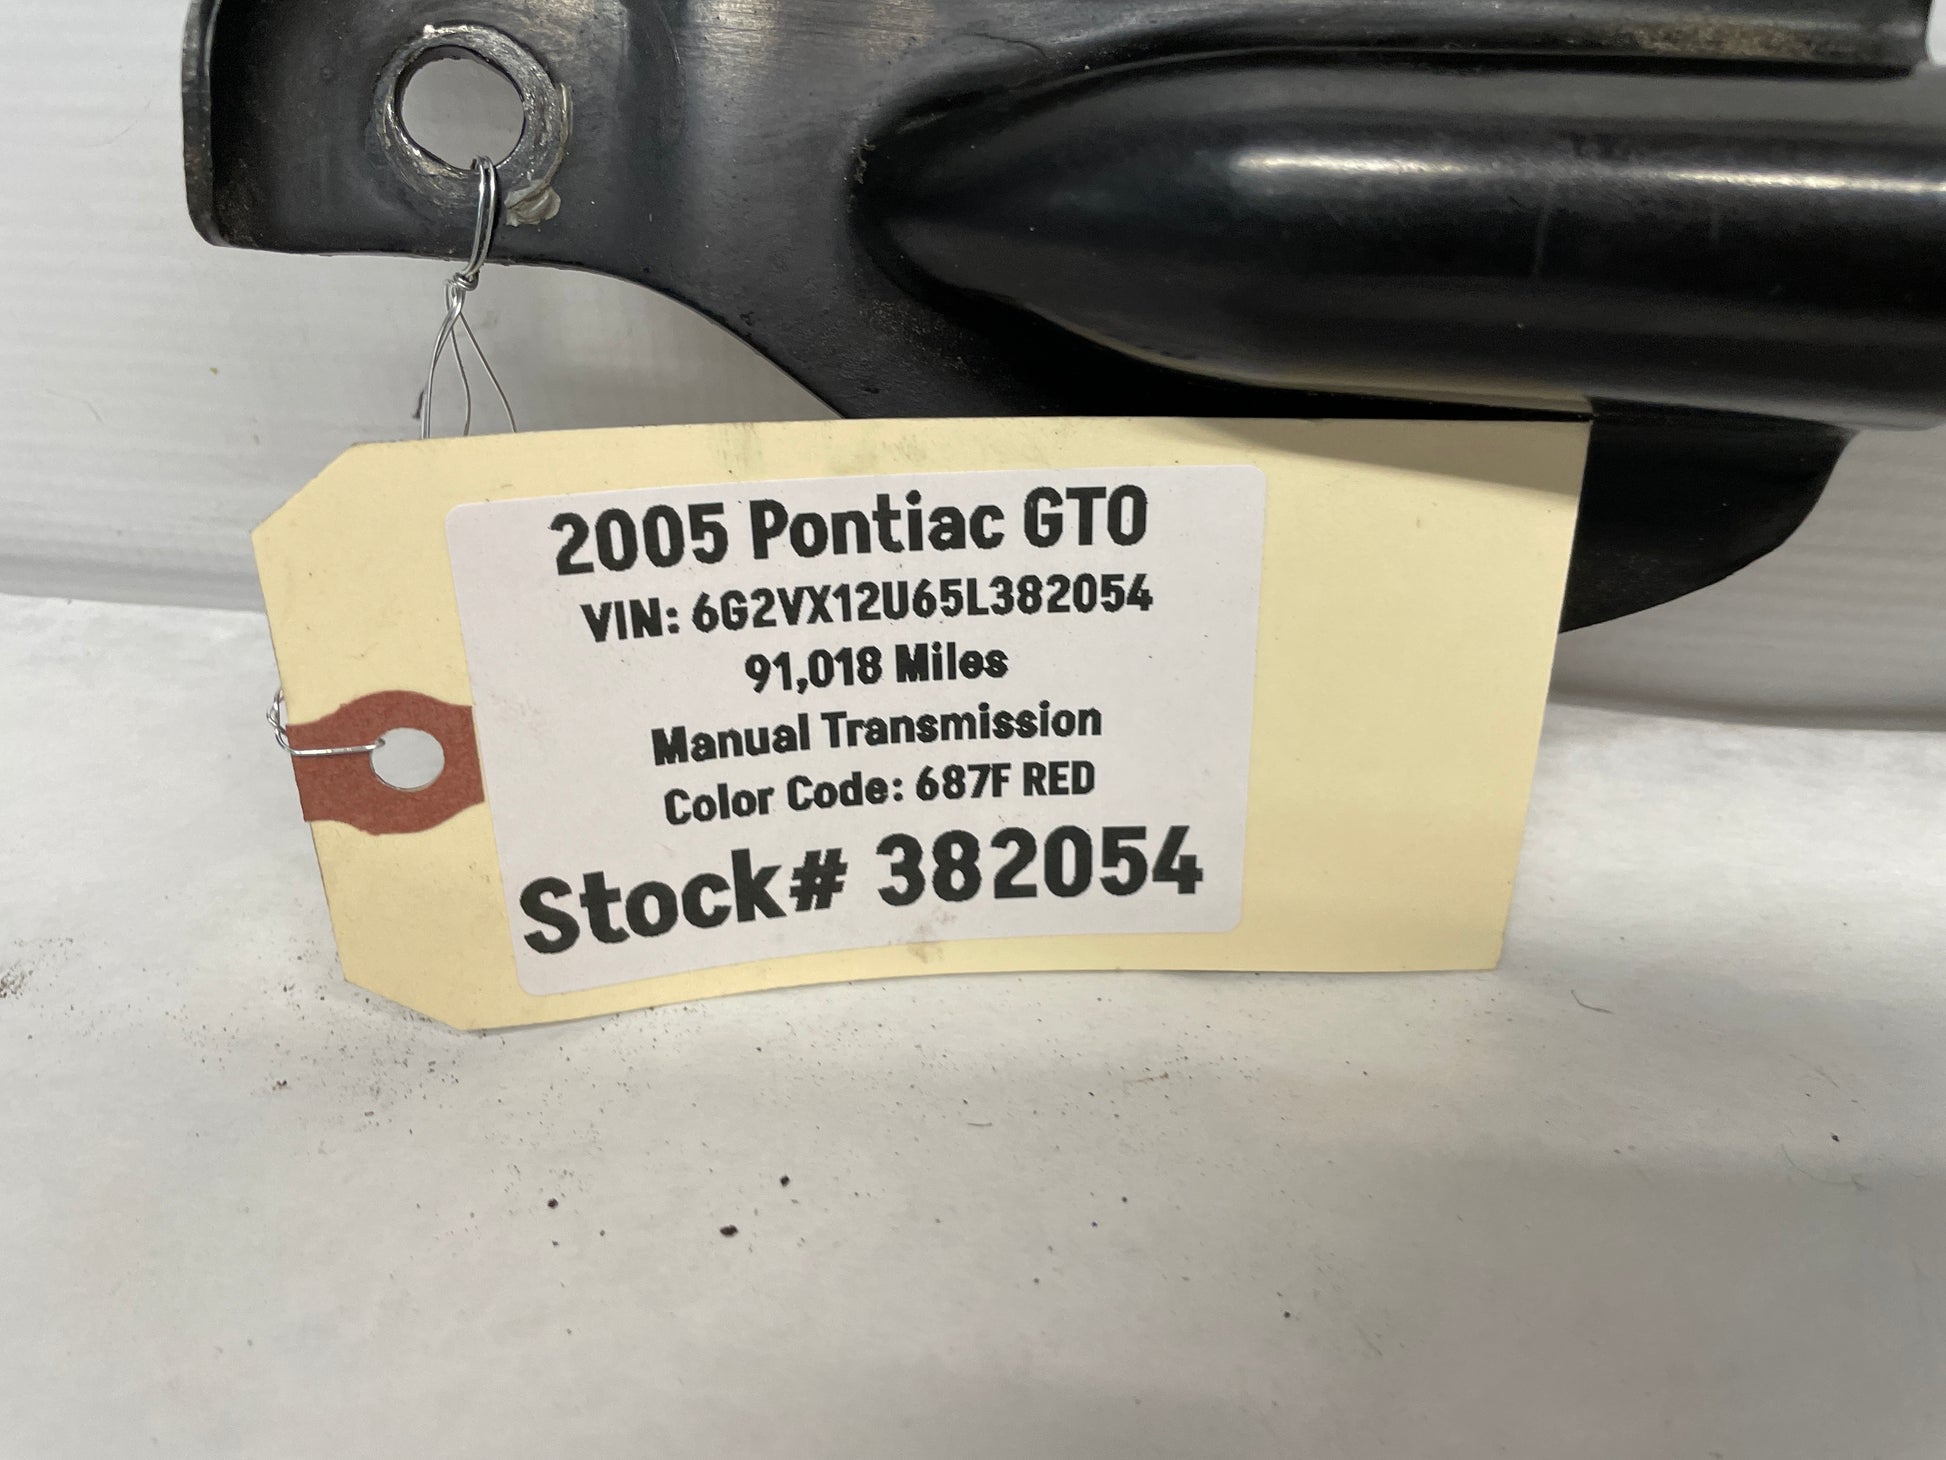 2005 Pontiac GTO
VIN: 6G2VX12U65L382054
91,018 Miles
Manual Transmission
Color Code: 687F RED
Stock# 382054